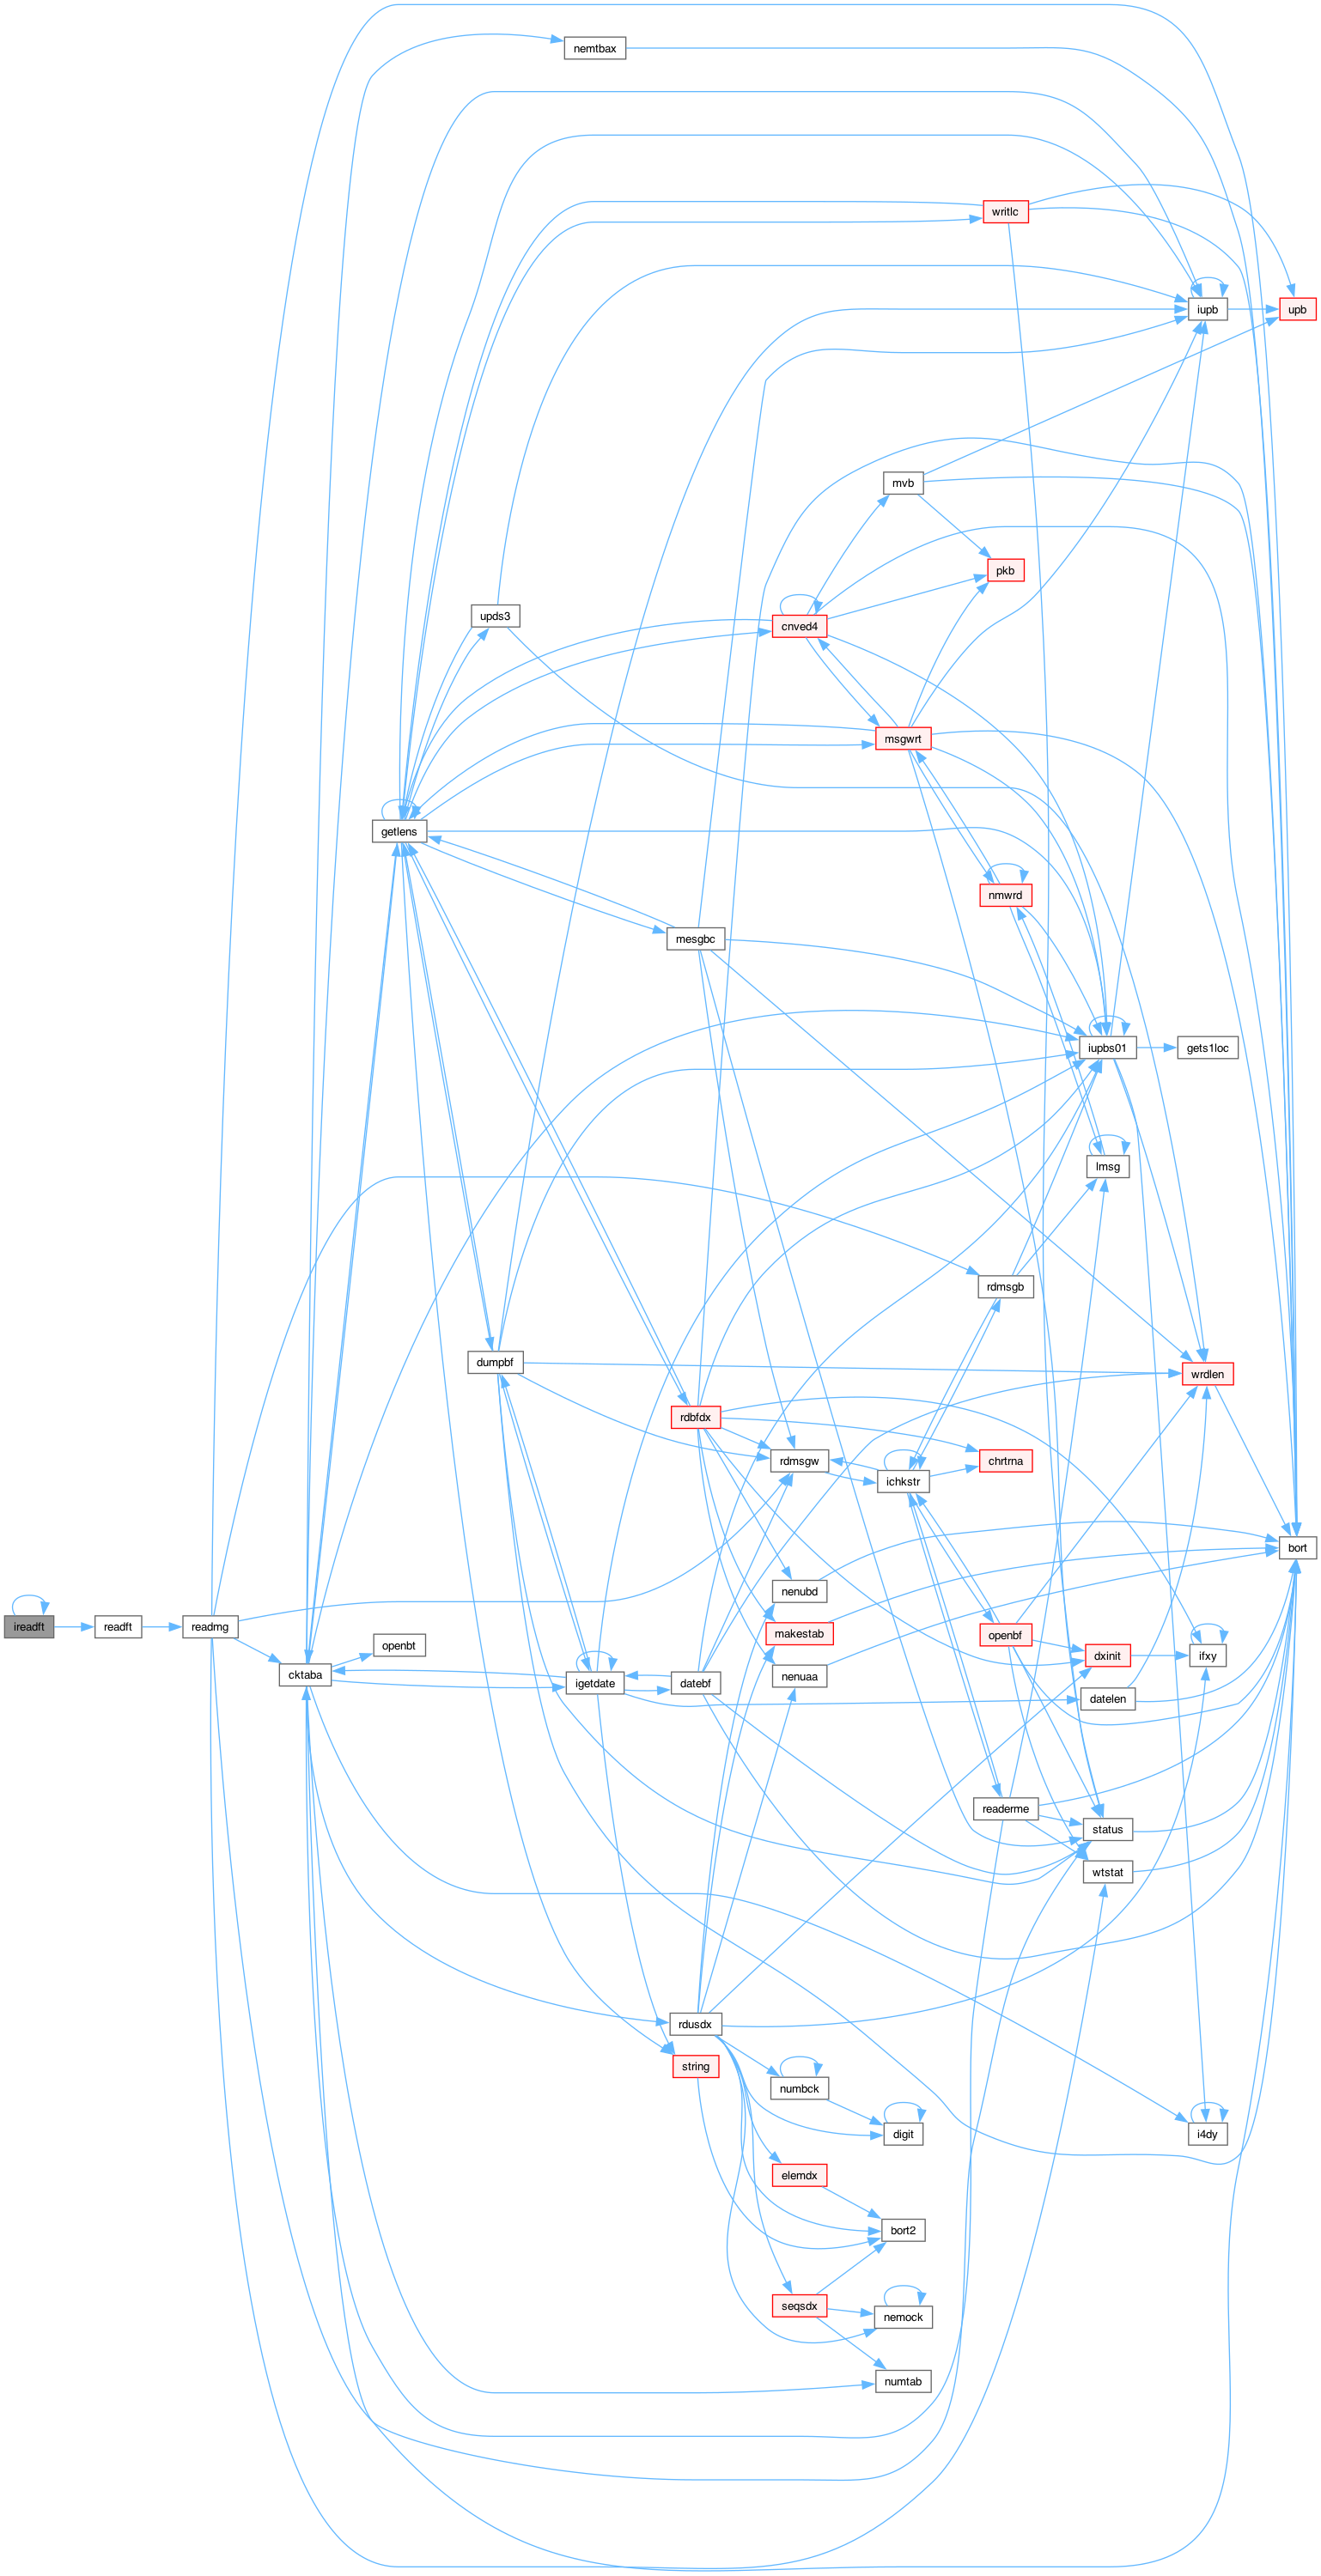 nemtbax
writlc
iupb
upb
mvb
pkb
upds3
cnved4
msgwrt
getlens
nmwrd
mesgbc
iupbs01
gets1loc
lmsg
rdmsgb
dumpbf
wrdlen
rdbfdx
rdmsgw
chrtrna
ichkstr
bort
nenubd
ireadft
readft
readmg
makestab
openbf
openbt
dxinit
ifxy
cktaba
nenuaa
igetdate
datebf
datelen
readerme
status
wtstat
rdusdx
string
numbck
digit
i4dy
elemdx
bort2
seqsdx
nemock
numtab